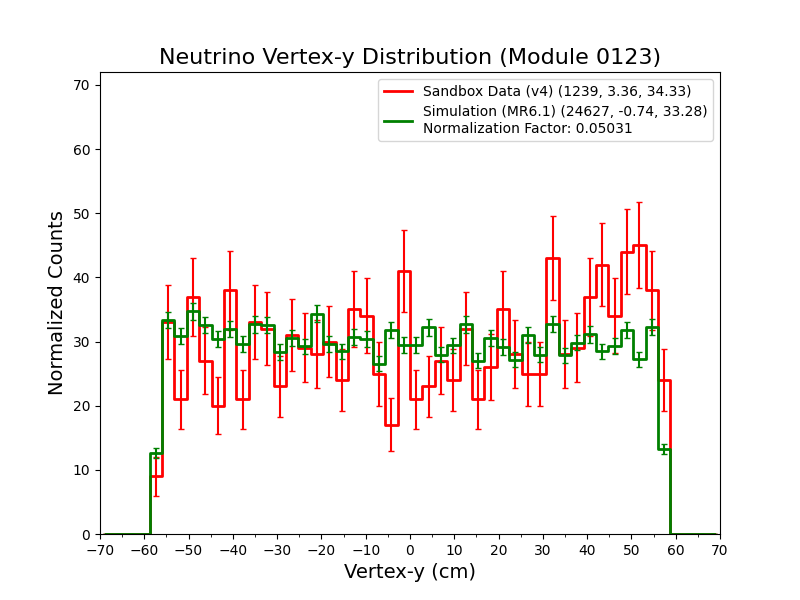 Neutrino Vertex-y Distribution (Module 0123)
Sandbox Data (v4) (1239, 3.36, 34.33)
Simulation (MR6.1) (24627, -0.74, 33.28)
Normalization Factor: 0.05031
Normalized Counts
70
60
50
40
30
20
10
0
−70 −60 −50 −40 −30 −20 −10 0 10 20 30 40 50 60 70
Vertex-y (cm)